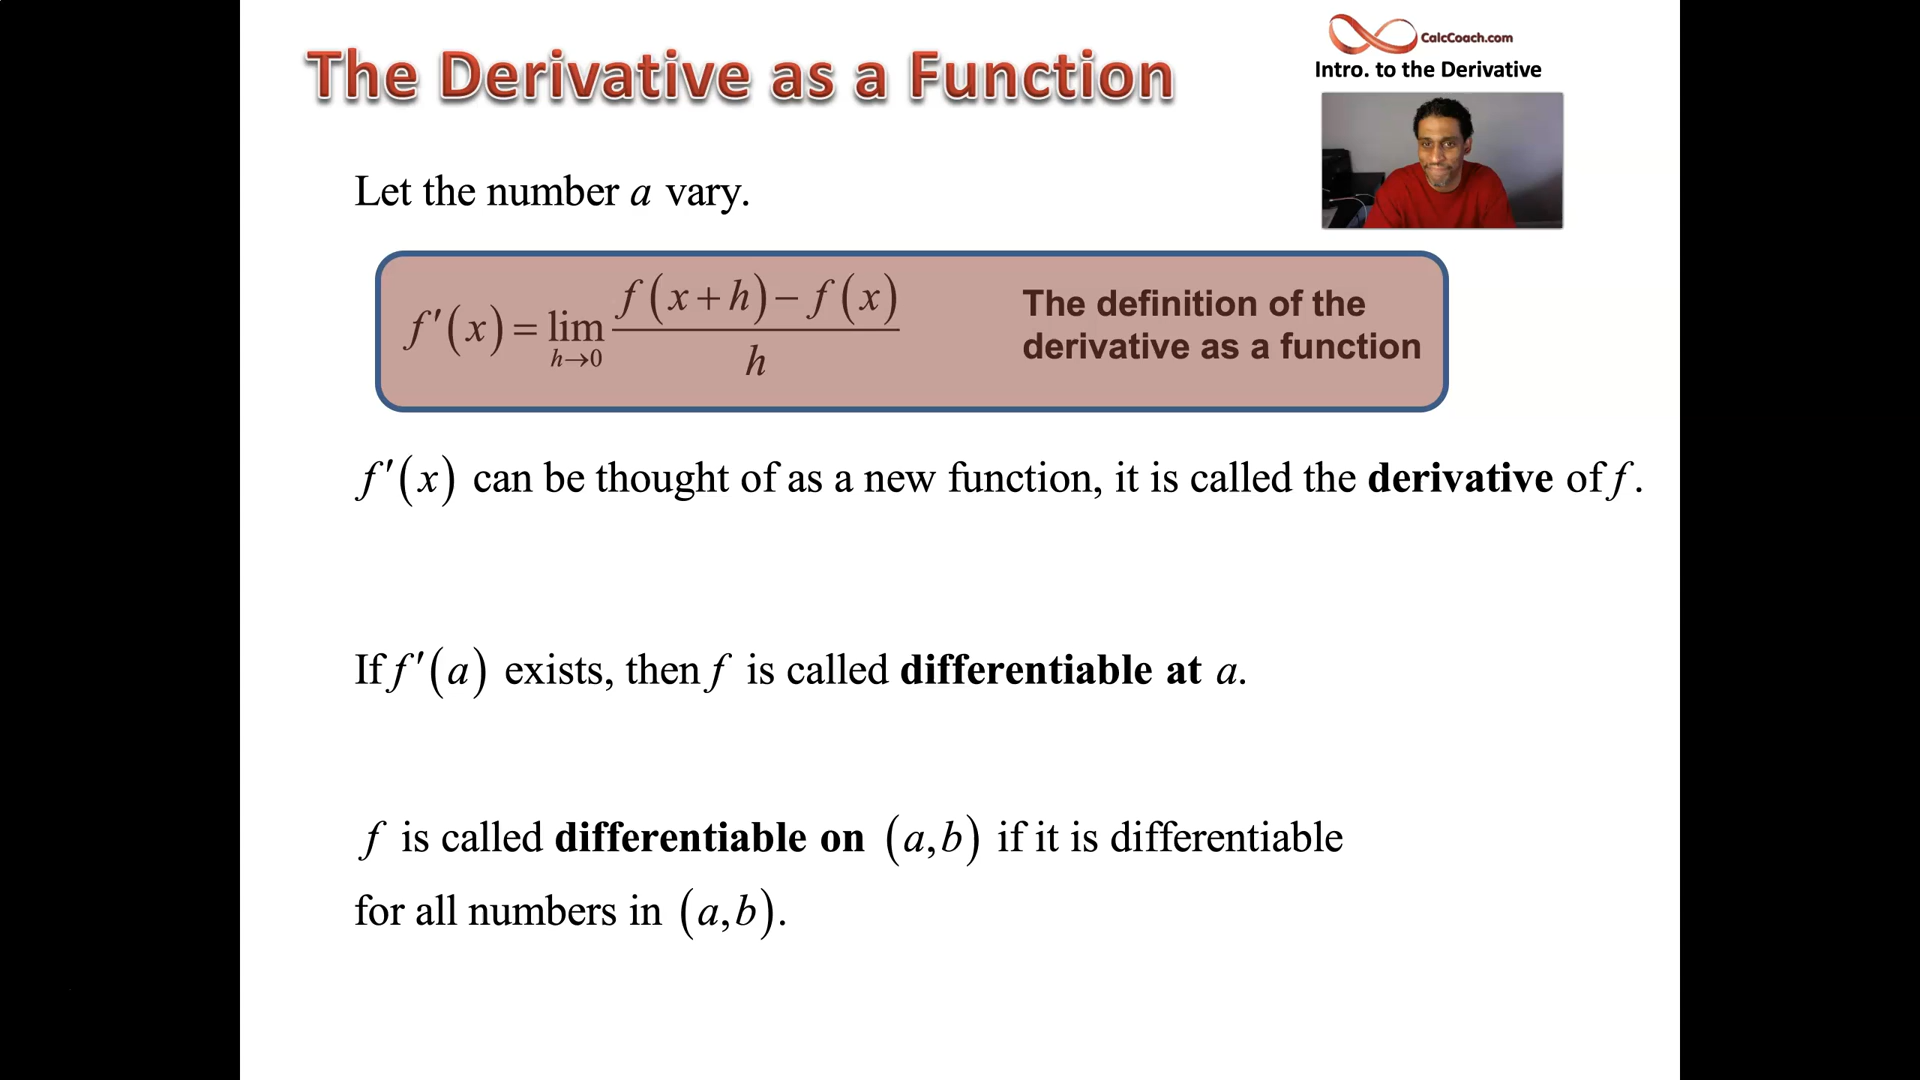 The Derivative as a Function
CalcCoach.com
Intro. to the Derivative
Let the number a vary.
f′(x) = lim h→0 f(x+h)−f(x) / h
The definition of the
derivative as a function
f′(x) can be thought of as a new function, it is called the derivative of f.
If f′(a) exists, then f is called differentiable at a.
f is called differentiable on (a,b) if it is differentiable
for all numbers in (a,b).